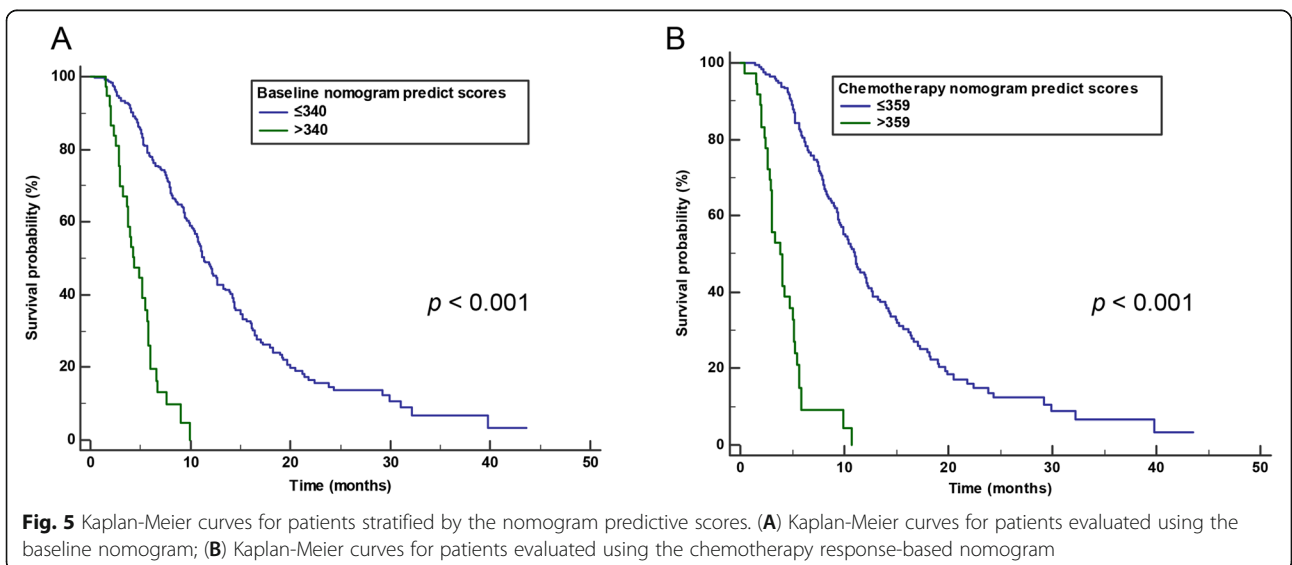 A
Baseline nomogram predict scores
≤340
>340
p < 0.001
Survival probability (%)
100
80
60
40
20
0
0 10 20 30 40 50
Time (months)
B
Chemotherapy nomogram predict scores
≤359
>359
p < 0.001
Survival probability (%)
100
80
60
40
20
0
0 10 20 30 40 50
Time (months)
Fig. 5 Kaplan-Meier curves for patients stratified by the nomogram predictive scores. (A) Kaplan-Meier curves for patients evaluated using the
baseline nomogram; (B) Kaplan-Meier curves for patients evaluated using the chemotherapy response-based nomogram